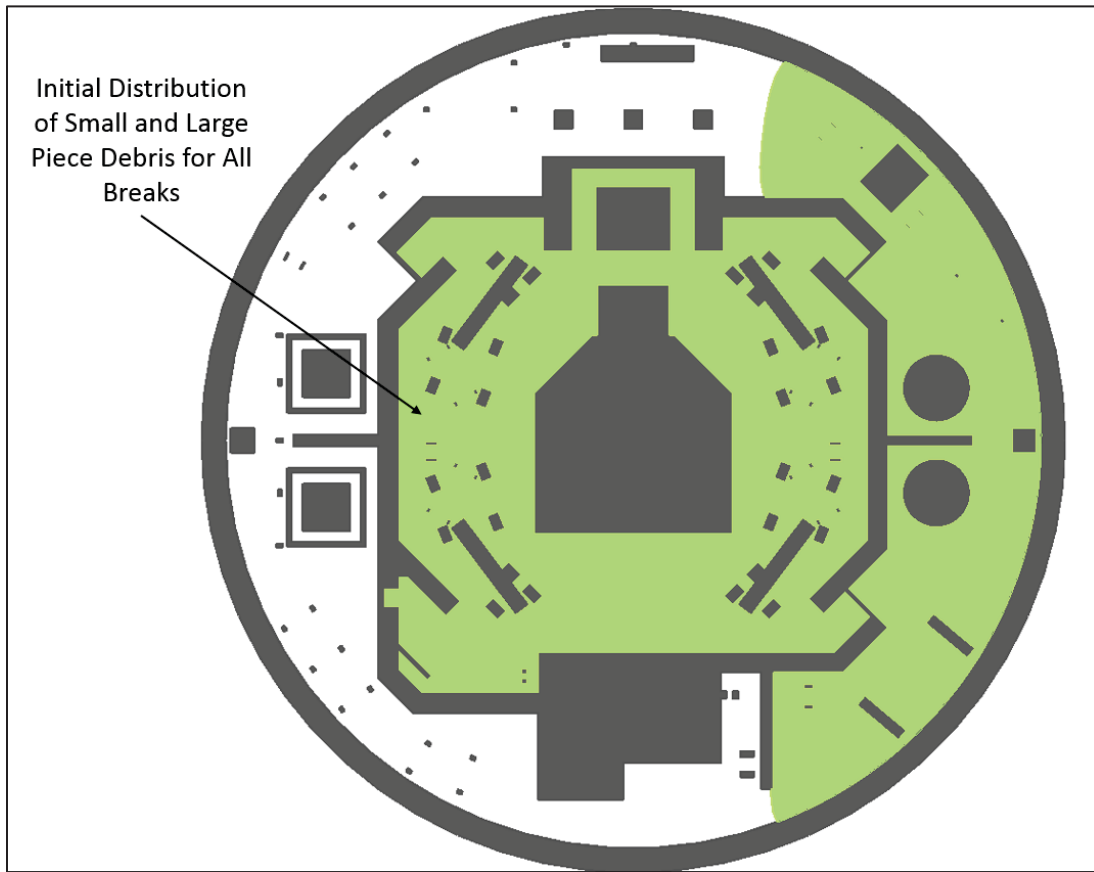 Initial Distribution
of Small and Large
Piece Debris for All
Breaks